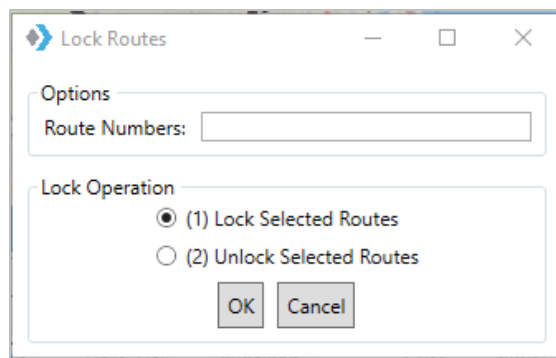 Lock Routes
Options
Route Numbers:
Lock Operation
(1) Lock Selected Routes
(2) Unlock Selected Routes
OK Cancel